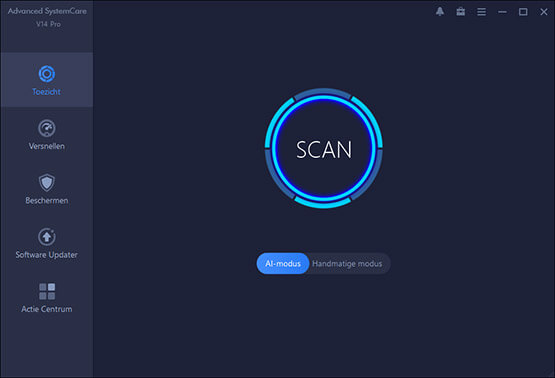 Advanced SystemCare
V14 Pro
Toezicht
Versnellen
Beschermen
Software Updater
Actie Centrum
SCAN
AI-modus Handmatige modus